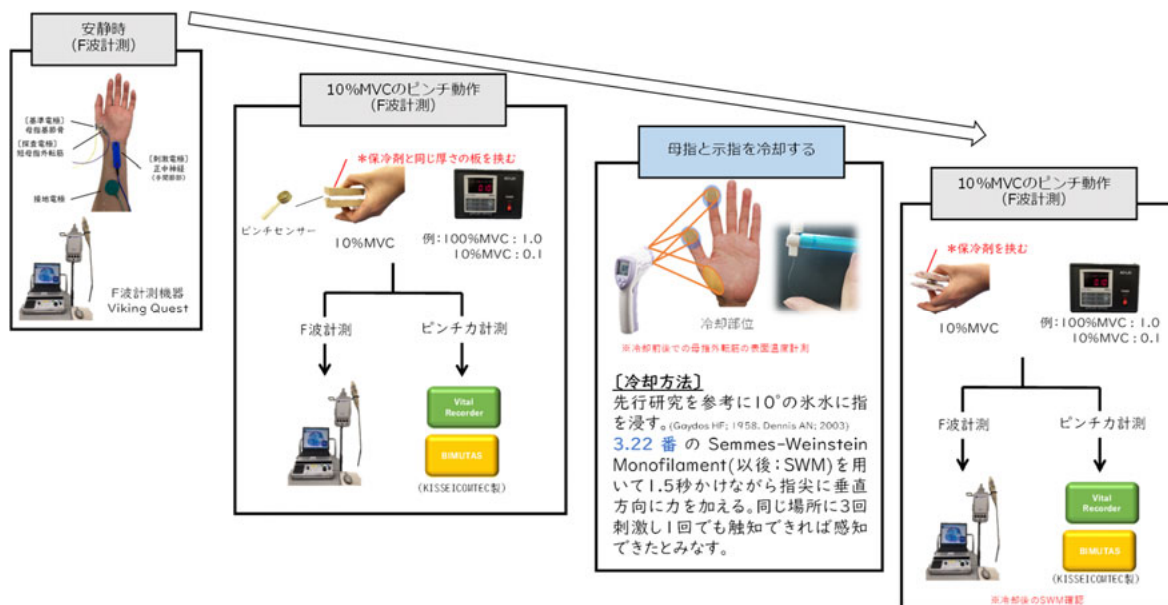 安静時
(F波計測)
〔基準電極〕
母指基節骨
〔探査電極〕
短母指外転筋
〔刺激電極〕
正中神経
(手関節部)
接地電極
F波計測機器
Viking Quest
10%MVCのピンチ動作
(F波計測)
*保冷剤と同じ厚さの板を挟む
ピンチセンサー
10%MVC
例:100%MVC:1.0
10%MVC:0.1
F波計測
ピンチ力計測
Vital
Recorder
BIMUTAS
(KISSEICOMTEC製)
母指と示指を冷却する
冷却部位
※冷却前後での母指外転筋の表面温度計測
〔冷却方法〕
先行研究を参考に10°の氷水に指
を浸す。(Gaydos HF; 1958. Dennis AN; 2003)
3.22 番 の Semmes-Weinstein
Monofilament(以後:SWM)を用
いて1.5秒かけながら指尖に垂直
方向に力を加える。同じ場所に3回
刺激し1回でも触知できれば感知
できたとみなす。
10%MVCのピンチ動作
(F波計測)
*保冷剤を挟む
10%MVC
例:100%MVC:1.0
10%MVC:0.1
F波計測
ピンチ力計測
Vital
Recorder
BIMUTAS
(KISSEICOMTEC製)
※冷却後のSWM確認